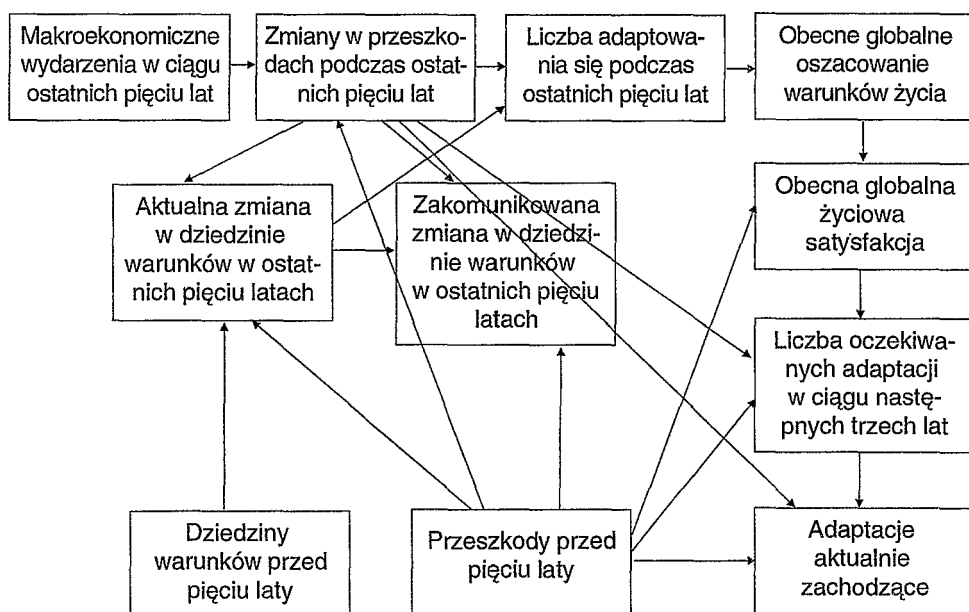 Makroekonomiczne
wydarzenia w ciągu
ostatnich pięciu lat
Zmiany w przeszko-
dach podczas ostat-
nich pięciu lat
Liczba adaptowa-
nia się podczas
ostatnich pięciu lat
Obecne globalne
oszacowanie
warunków życia
Aktualna zmiana
w dziedzinie
warunków w ostat-
nich pięciu latach
Zakomunikowana
zmiana w dziedzi-
nie warunków
w ostatnich pięciu
latach
Obecna globalna
życiowa
satysfakcja
Liczba oczekiwa-
nych adaptacji
w ciągu nastę-
pnych trzech lat
Dziedziny
warunków przed
pięciu laty
Przeszkody przed
pięciu laty
Adaptacje
aktualnie
zachodzące